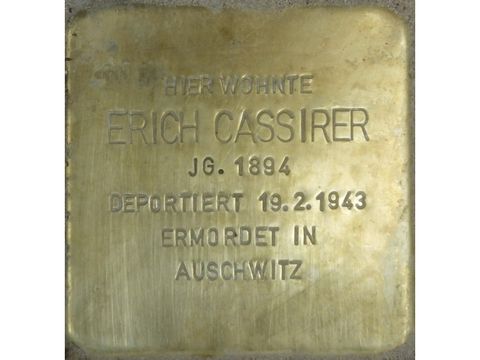 HIER WOHNTE
ERICH CASSIRER
JG. 1894
DEPORTIERT 19.2.1943
ERMORDET IN
AUSCHWITZ